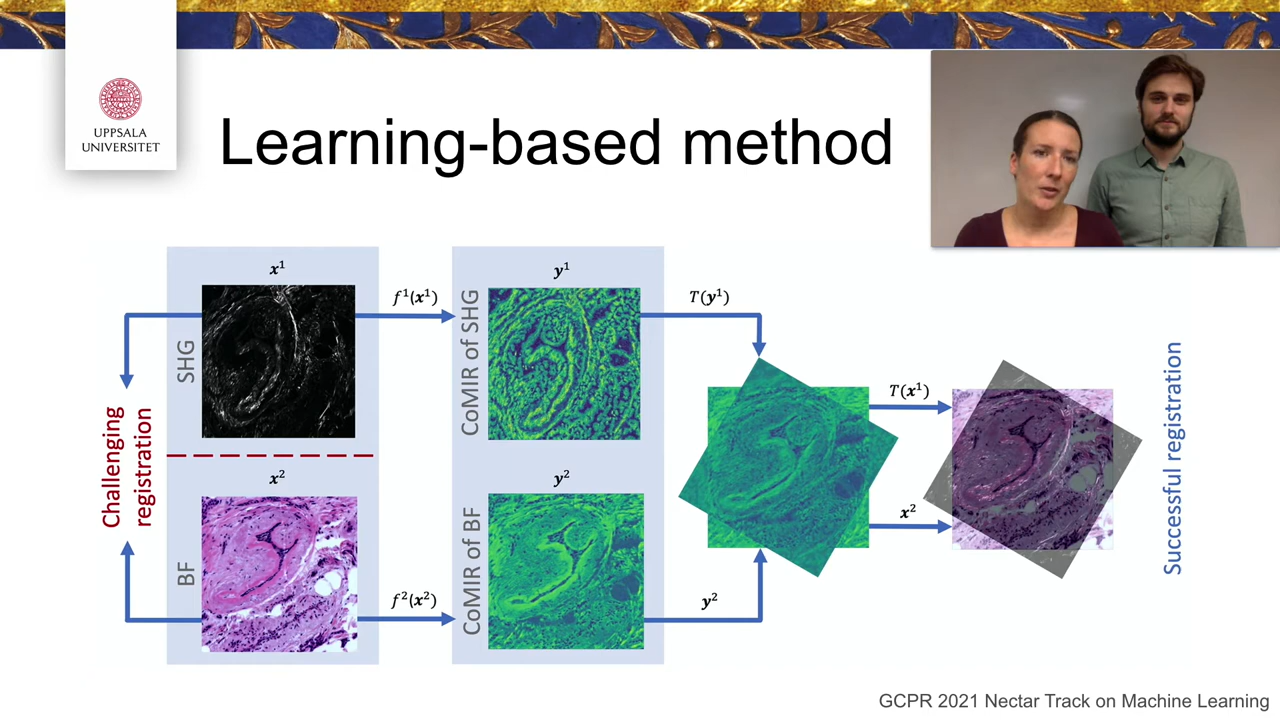 UPPSALA
UNIVERSITET
Learning-based method
x¹
f¹(x¹)
y¹
T(y¹)
SHG
CoMIR of SHG
Challenging
registration
x²
f²(x²)
y²
y²
BF
CoMIR of BF
T(x¹)
x²
Successful registration
GCPR 2021 Nectar Track on Machine Learning